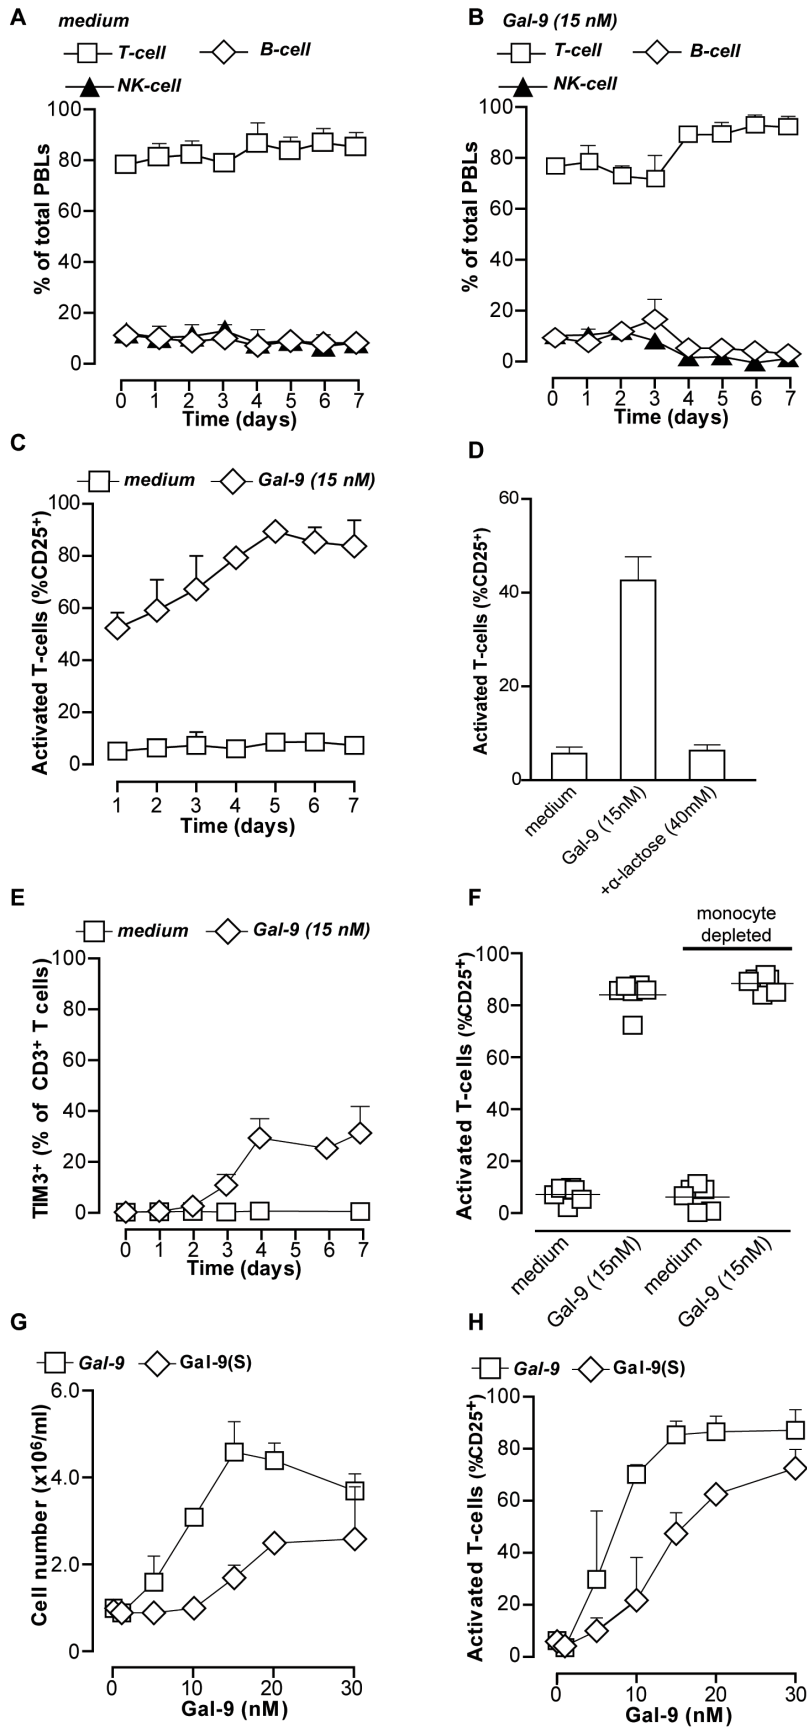 A
medium
T-cell
B-cell
NK-cell
% of total PBLs
100
80
60
40
20
0
0 1 2 3 4 5 6 7
Time (days)
B
Gal-9 (15 nM)
T-cell
B-cell
NK-cell
% of total PBLs
100
80
60
40
20
0
0 1 2 3 4 5 6 7
Time (days)
C
medium
Gal-9 (15 nM)
Activated T-cells (%CD25+)
100
80
60
40
20
0
1 2 3 4 5 6 7
Time (days)
D
Activated T-cells (%CD25+)
60
40
20
0
medium
Gal-9 (15nM)
+α-lactose (40mM)
E
medium
Gal-9 (15 nM)
TIM3+ (% of CD3+ T cells)
100
80
60
40
20
0
0 1 2 3 4 5 6 7
Time (days)
F
monocyte
depleted
Activated T-cells (%CD25+)
100
80
60
40
20
0
medium
Gal-9 (15nM)
medium
Gal-9 (15nM)
G
Gal-9
Gal-9(S)
Cell number (x10⁶/ml)
6.0
4.0
2.0
0
0 10 20 30
Gal-9 (nM)
H
Gal-9
Gal-9(S)
Activated T-cells (%CD25+)
100
80
60
40
20
0
0 10 20 30
Gal-9 (nM)